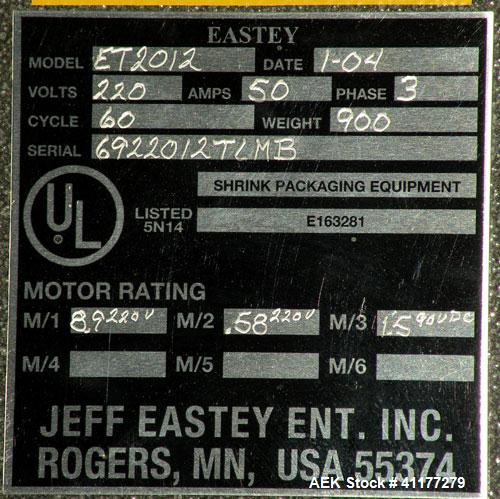 EASTEY
MODEL ET2012 DATE 1-04
VOLTS 220 AMPS 50 PHASE 3
CYCLE 60 WEIGHT 900
SERIAL 6922012TLMB
SHRINK PACKAGING EQUIPMENT
UL LISTED 5N14 E163281
MOTOR RATING
M/1 8.9 220V M/2 .58 220V M/3 1.5 90VDC
M/4 M/5 M/6
JEFF EASTEY ENT. INC.
ROGERS, MN, USA 55374
AEK Stock # 41177279